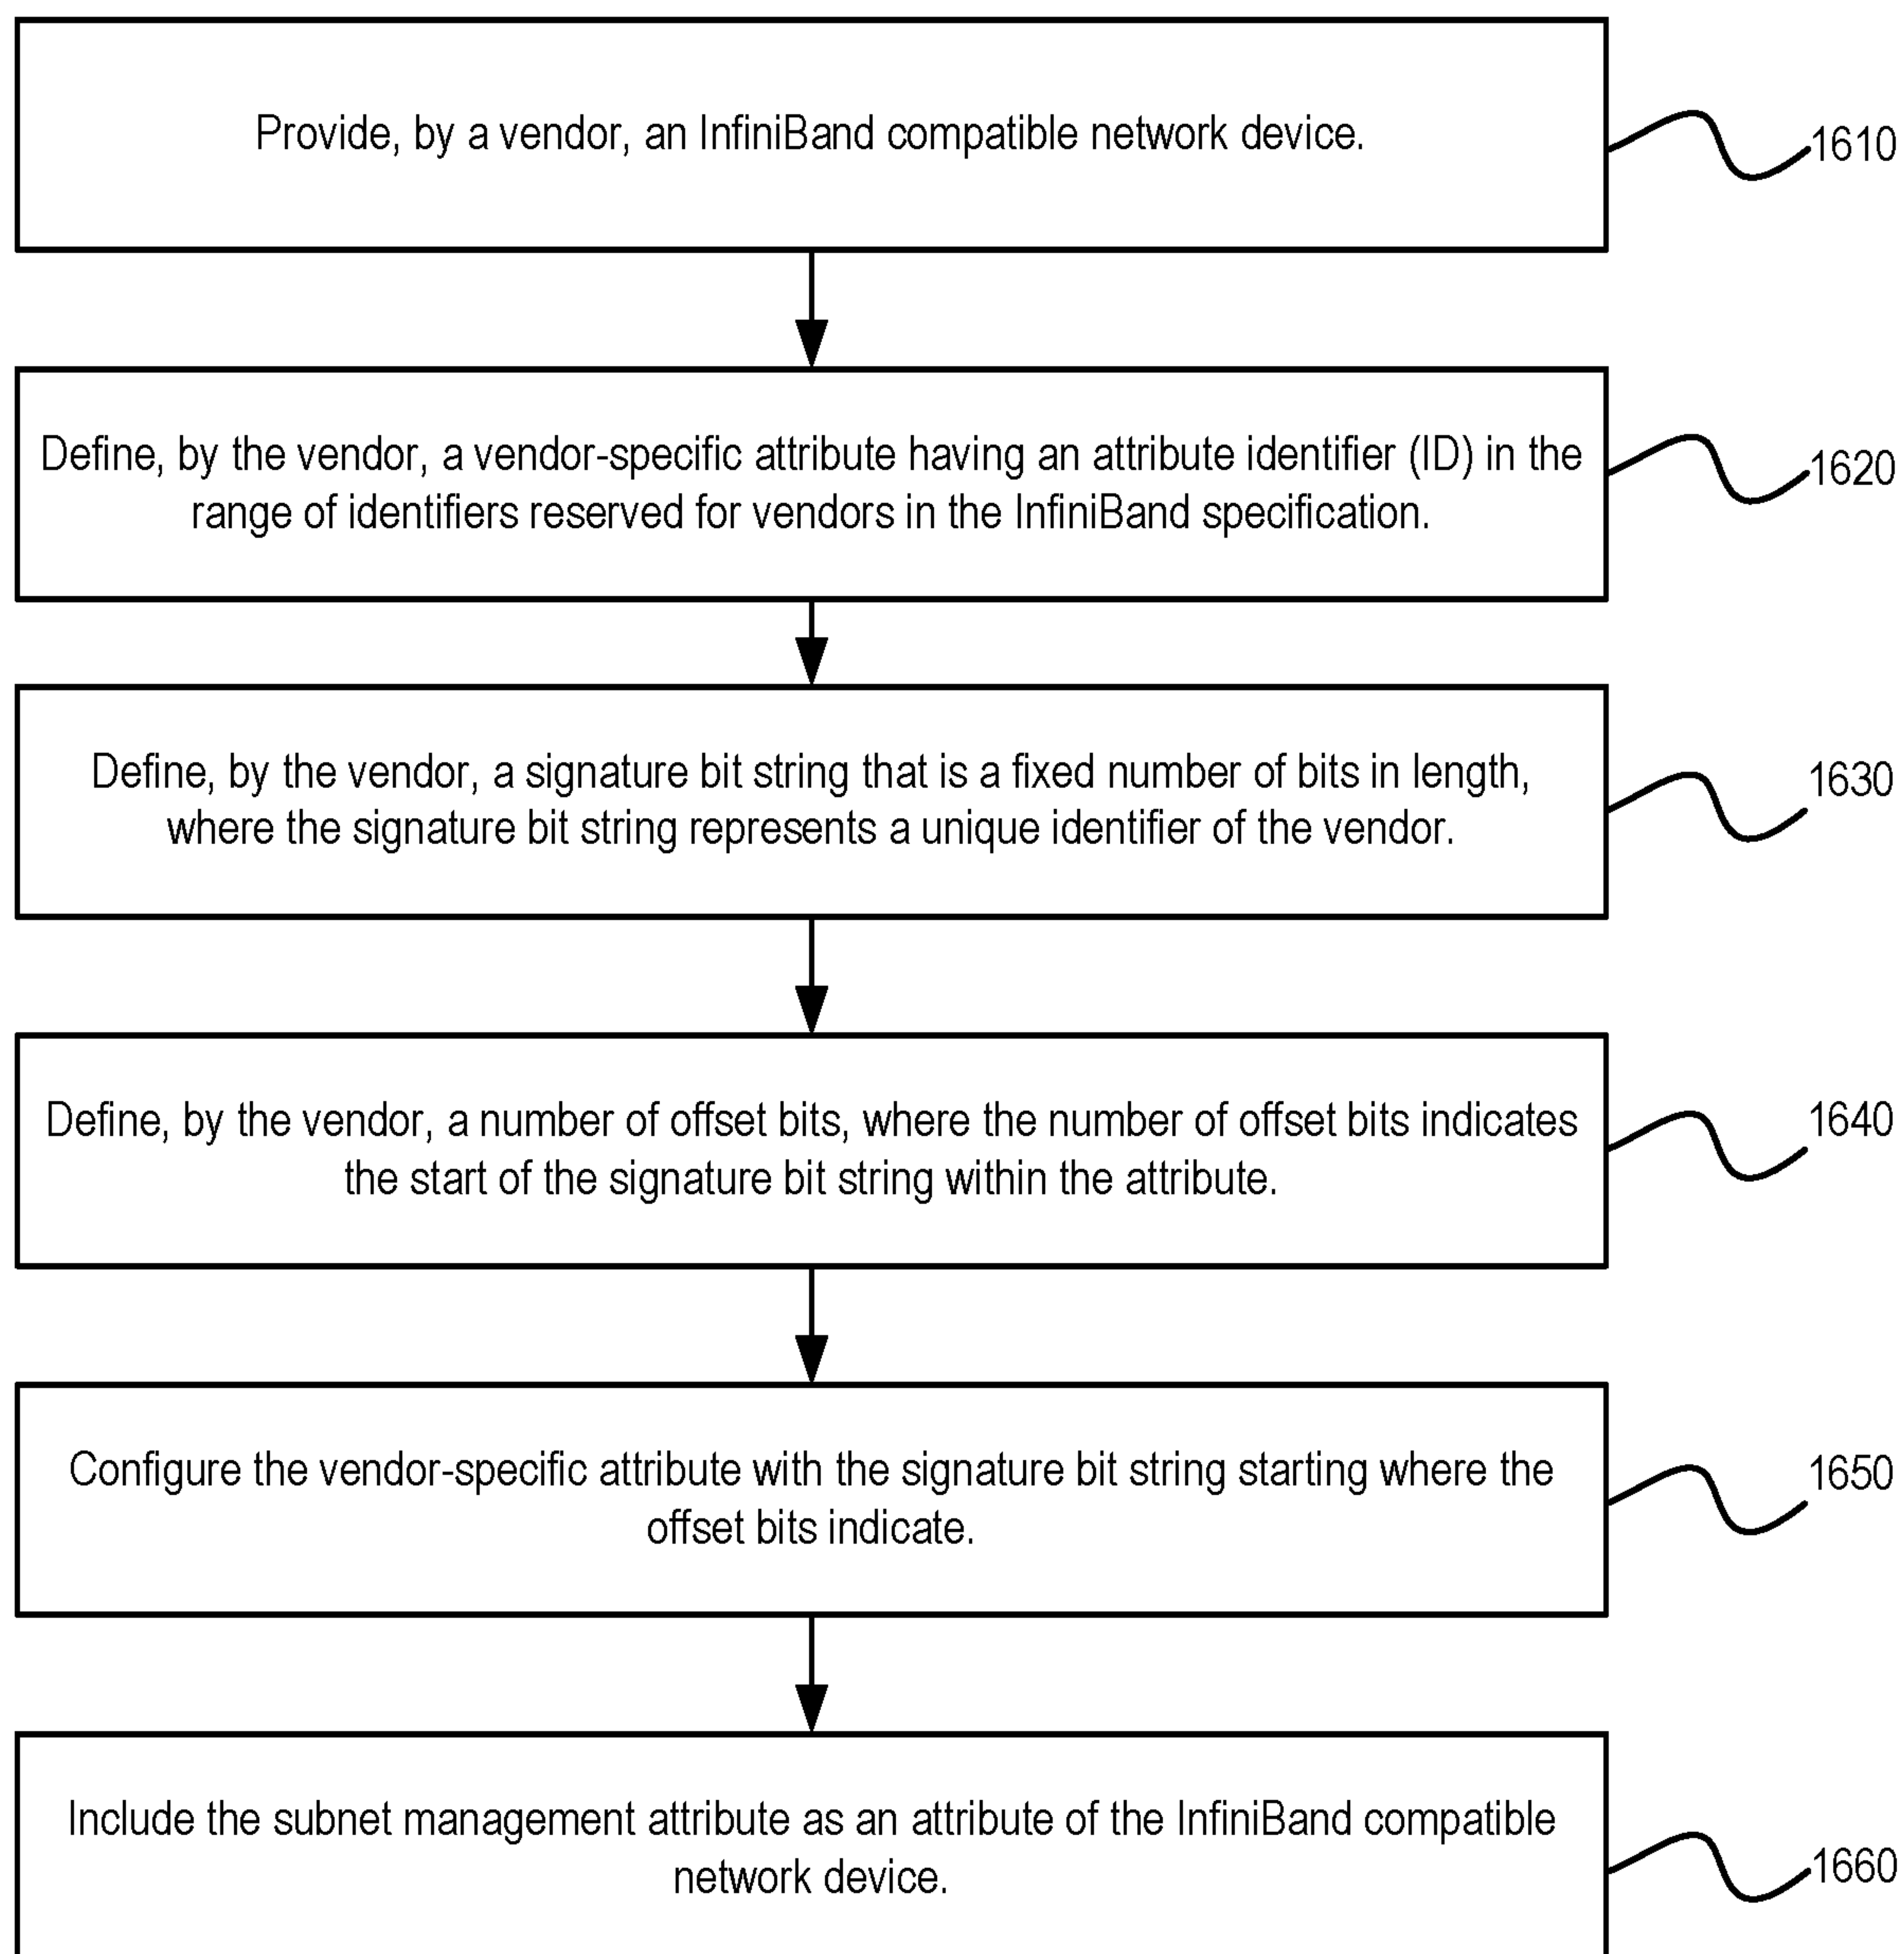 Provide, by a vendor, an InfiniBand compatible network device.
1610
Define, by the vendor, a vendor-specific attribute having an attribute identifier (ID) in the
range of identifiers reserved for vendors in the InfiniBand specification.
1620
Define, by the vendor, a signature bit string that is a fixed number of bits in length,
where the signature bit string represents a unique identifier of the vendor.
1630
Define, by the vendor, a number of offset bits, where the number of offset bits indicates
the start of the signature bit string within the attribute.
1640
Configure the vendor-specific attribute with the signature bit string starting where the
offset bits indicate.
1650
Include the subnet management attribute as an attribute of the InfiniBand compatible
network device.
1660